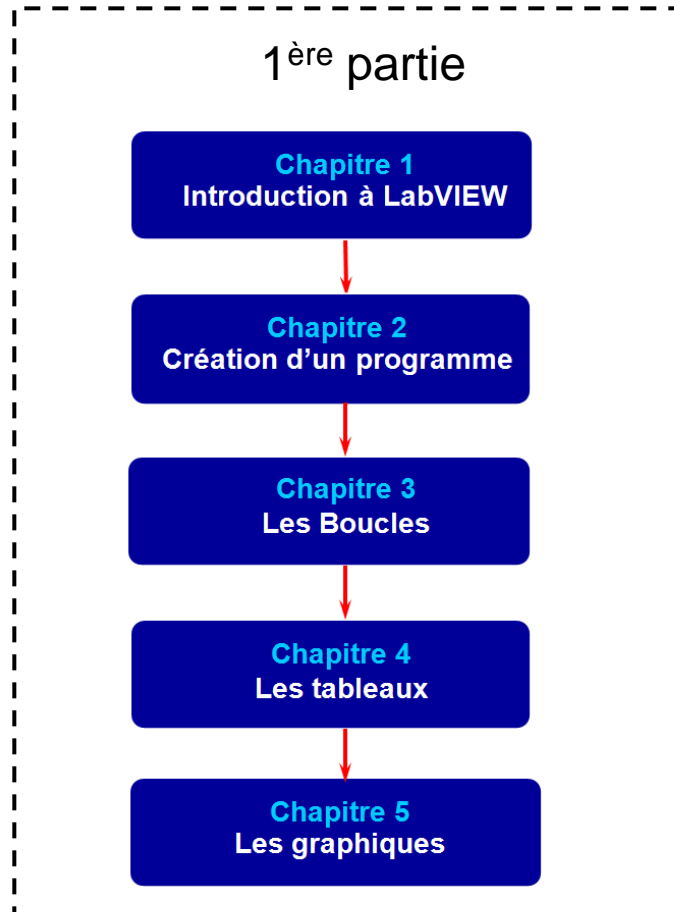 1ère partie
Chapitre 1
Introduction à LabVIEW
Chapitre 2
Création d'un programme
Chapitre 3
Les Boucles
Chapitre 4
Les tableaux
Chapitre 5
Les graphiques